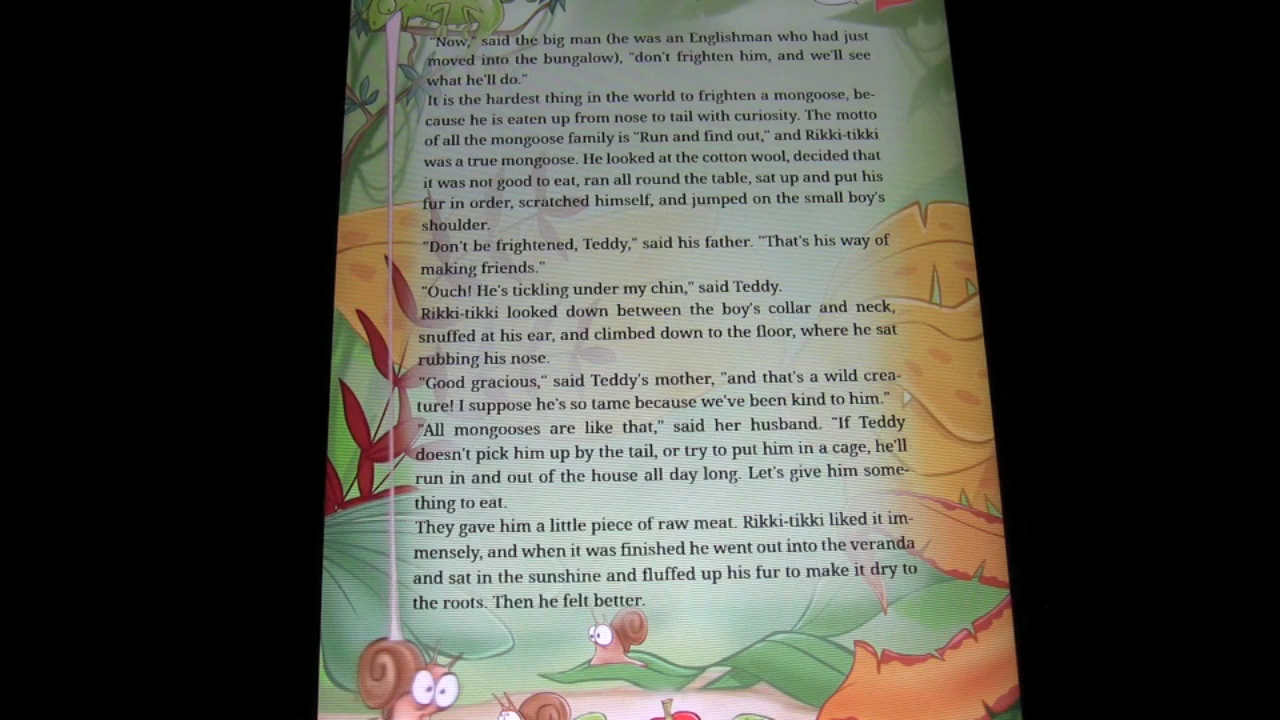 "Now," said the big man (he was an Englishman who had just
moved into the bungalow), "don't frighten him, and we'll see
what he'll do."
It is the hardest thing in the world to frighten a mongoose, be-
cause he is eaten up from nose to tail with curiosity. The motto
of all the mongoose family is "Run and find out," and Rikki-tikki
was a true mongoose. He looked at the cotton wool, decided that
it was not good to eat, ran all round the table, sat up and put his
fur in order, scratched himself, and jumped on the small boy's
shoulder.
"Don't be frightened, Teddy," said his father. "That's his way of
making friends."
"Ouch! He's tickling under my chin," said Teddy.
Rikki-tikki looked down between the boy's collar and neck,
snuffed at his ear, and climbed down to the floor, where he sat
rubbing his nose.
"Good gracious," said Teddy's mother, "and that's a wild crea-
ture! I suppose he's so tame because we've been kind to him."
"All mongooses are like that," said her husband. "If Teddy
doesn't pick him up by the tail, or try to put him in a cage, he'll
run in and out of the house all day long. Let's give him some-
thing to eat.
They gave him a little piece of raw meat. Rikki-tikki liked it im-
mensely, and when it was finished he went out into the veranda
and sat in the sunshine and fluffed up his fur to make it dry to
the roots. Then he felt better.